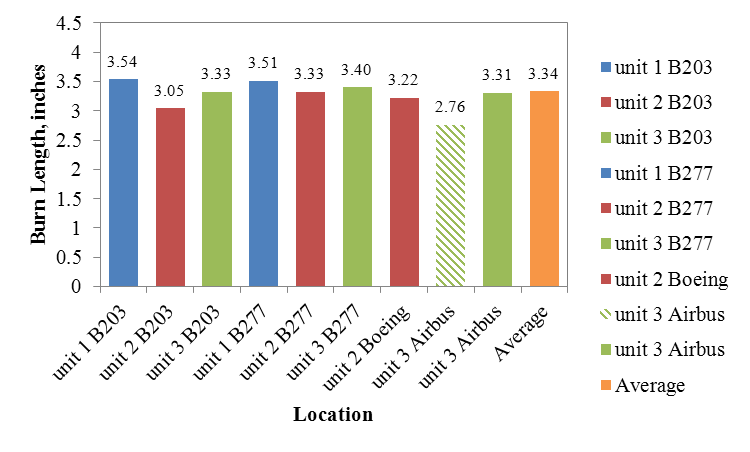 4.5
4
3.5
3
2.5
2
1.5
1
0.5
0
Burn Length, inches
3.54
3.05
3.33
3.51
3.33
3.40
3.22
2.76
3.31
3.34
unit 1 B203
unit 2 B203
unit 3 B203
unit 1 B277
unit 2 B277
unit 3 B277
unit 2 Boeing
unit 3 Airbus
unit 3 Airbus
Average
Location
unit 1 B203
unit 2 B203
unit 3 B203
unit 1 B277
unit 2 B277
unit 3 B277
unit 2 Boeing
unit 3 Airbus
unit 3 Airbus
Average